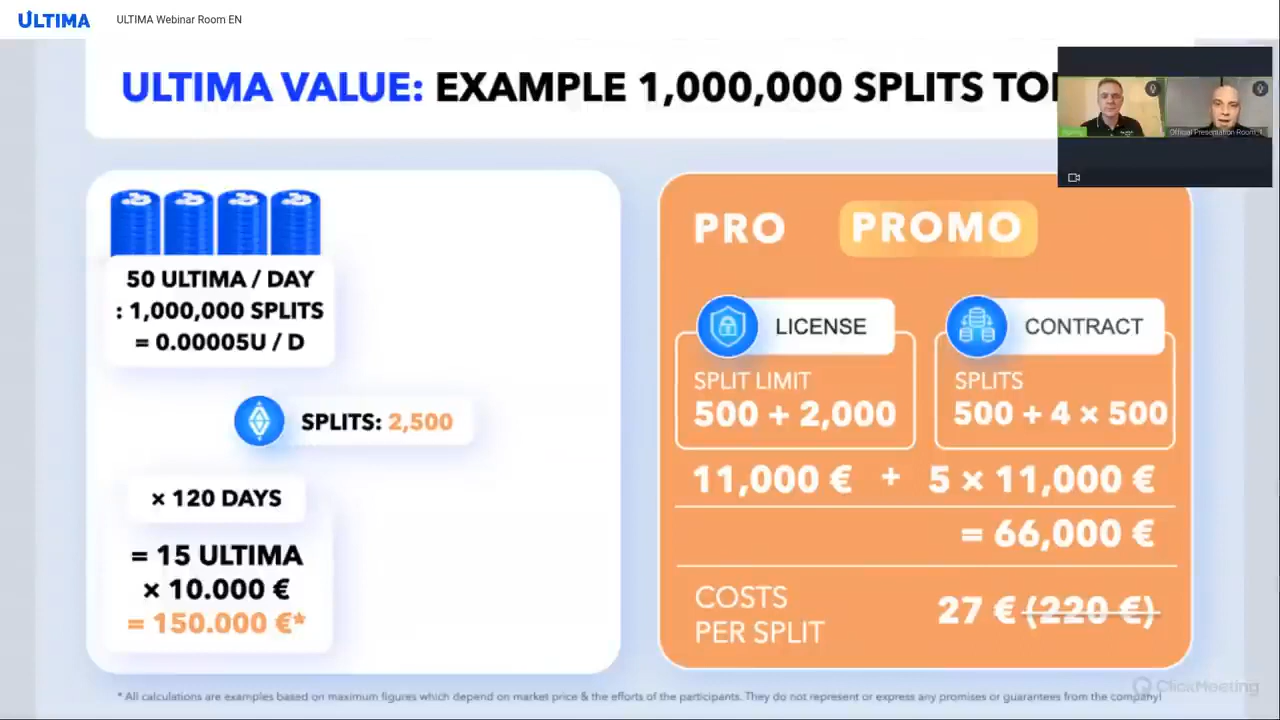 ULTIMA
ULTIMA Webinar Room EN
ULTIMA VALUE: EXAMPLE 1,000,000 SPLITS
50 ULTIMA / DAY
: 1,000,000 SPLITS
= 0.00005U / D
SPLITS: 2,500
× 120 DAYS
= 15 ULTIMA
× 10.000 €
= 150.000 €*
PRO PROMO
LICENSE
SPLIT LIMIT
500 + 2,000
CONTRACT
SPLITS
500 + 4 × 500
11,000 € + 5 × 11,000 €
= 66,000 €
COSTS
PER SPLIT
27 € (220 €)
Official Presentation Room_1
* All calculations are examples based on maximum figures which depend on market price & the efforts of the participants. They do not represent or express any promises or guarantees from the company!
ClickMeeting